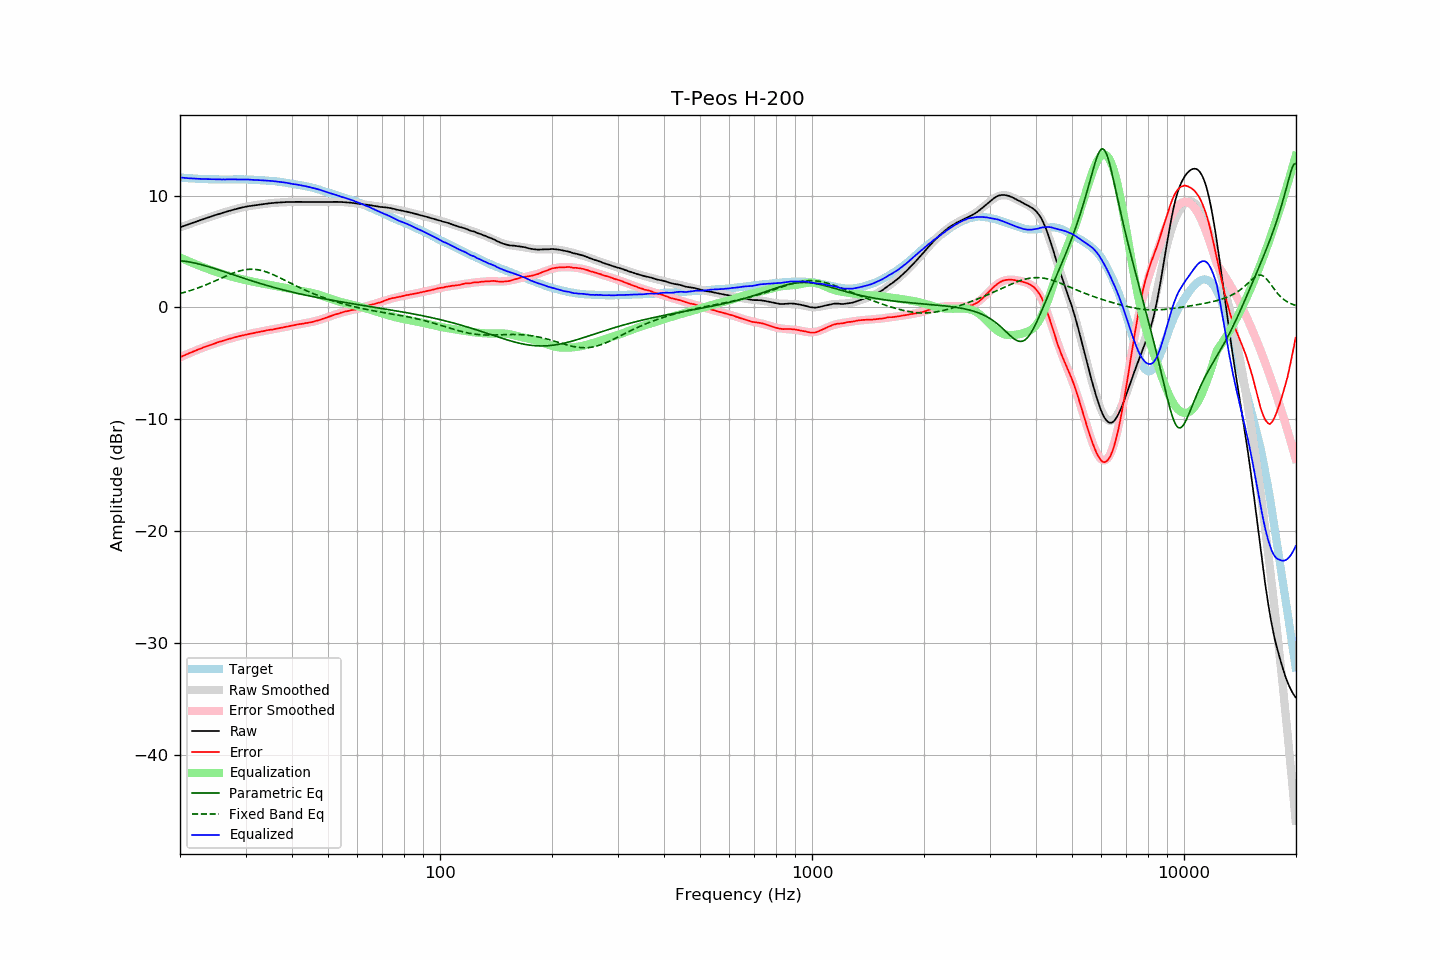 T-Peos H-200
Amplitude (dBr)
10
0
−10
−20
−30
−40
Target
Raw Smoothed
Error Smoothed
Raw
Error
Equalization
Parametric Eq
Fixed Band Eq
Equalized
100
1000
10000
Frequency (Hz)